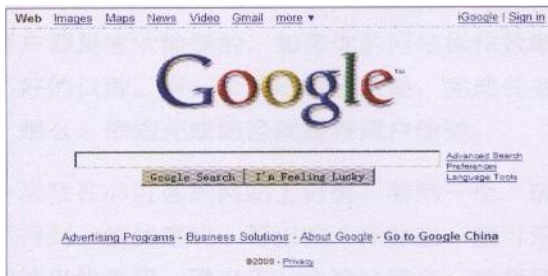 Web Images Maps News Video Gmail more ▼ iGoogle | Sign in
Google™
Advanced Search
Preferences
Language Tools
Google Search I'm Feeling Lucky
Advertising Programs - Business Solutions - About Google - Go to Google China
©2009 - Privacy